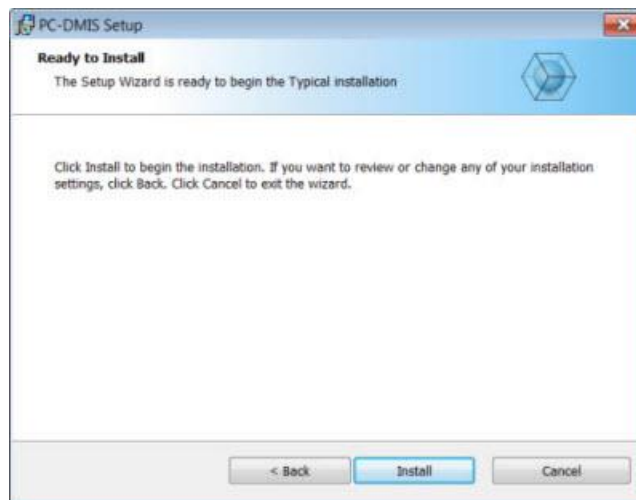 PC-DMIS Setup
Ready to Install
The Setup Wizard is ready to begin the Typical installation
Click Install to begin the installation. If you want to review or change any of your installation
settings, click Back. Click Cancel to exit the wizard.
< Back
Install
Cancel